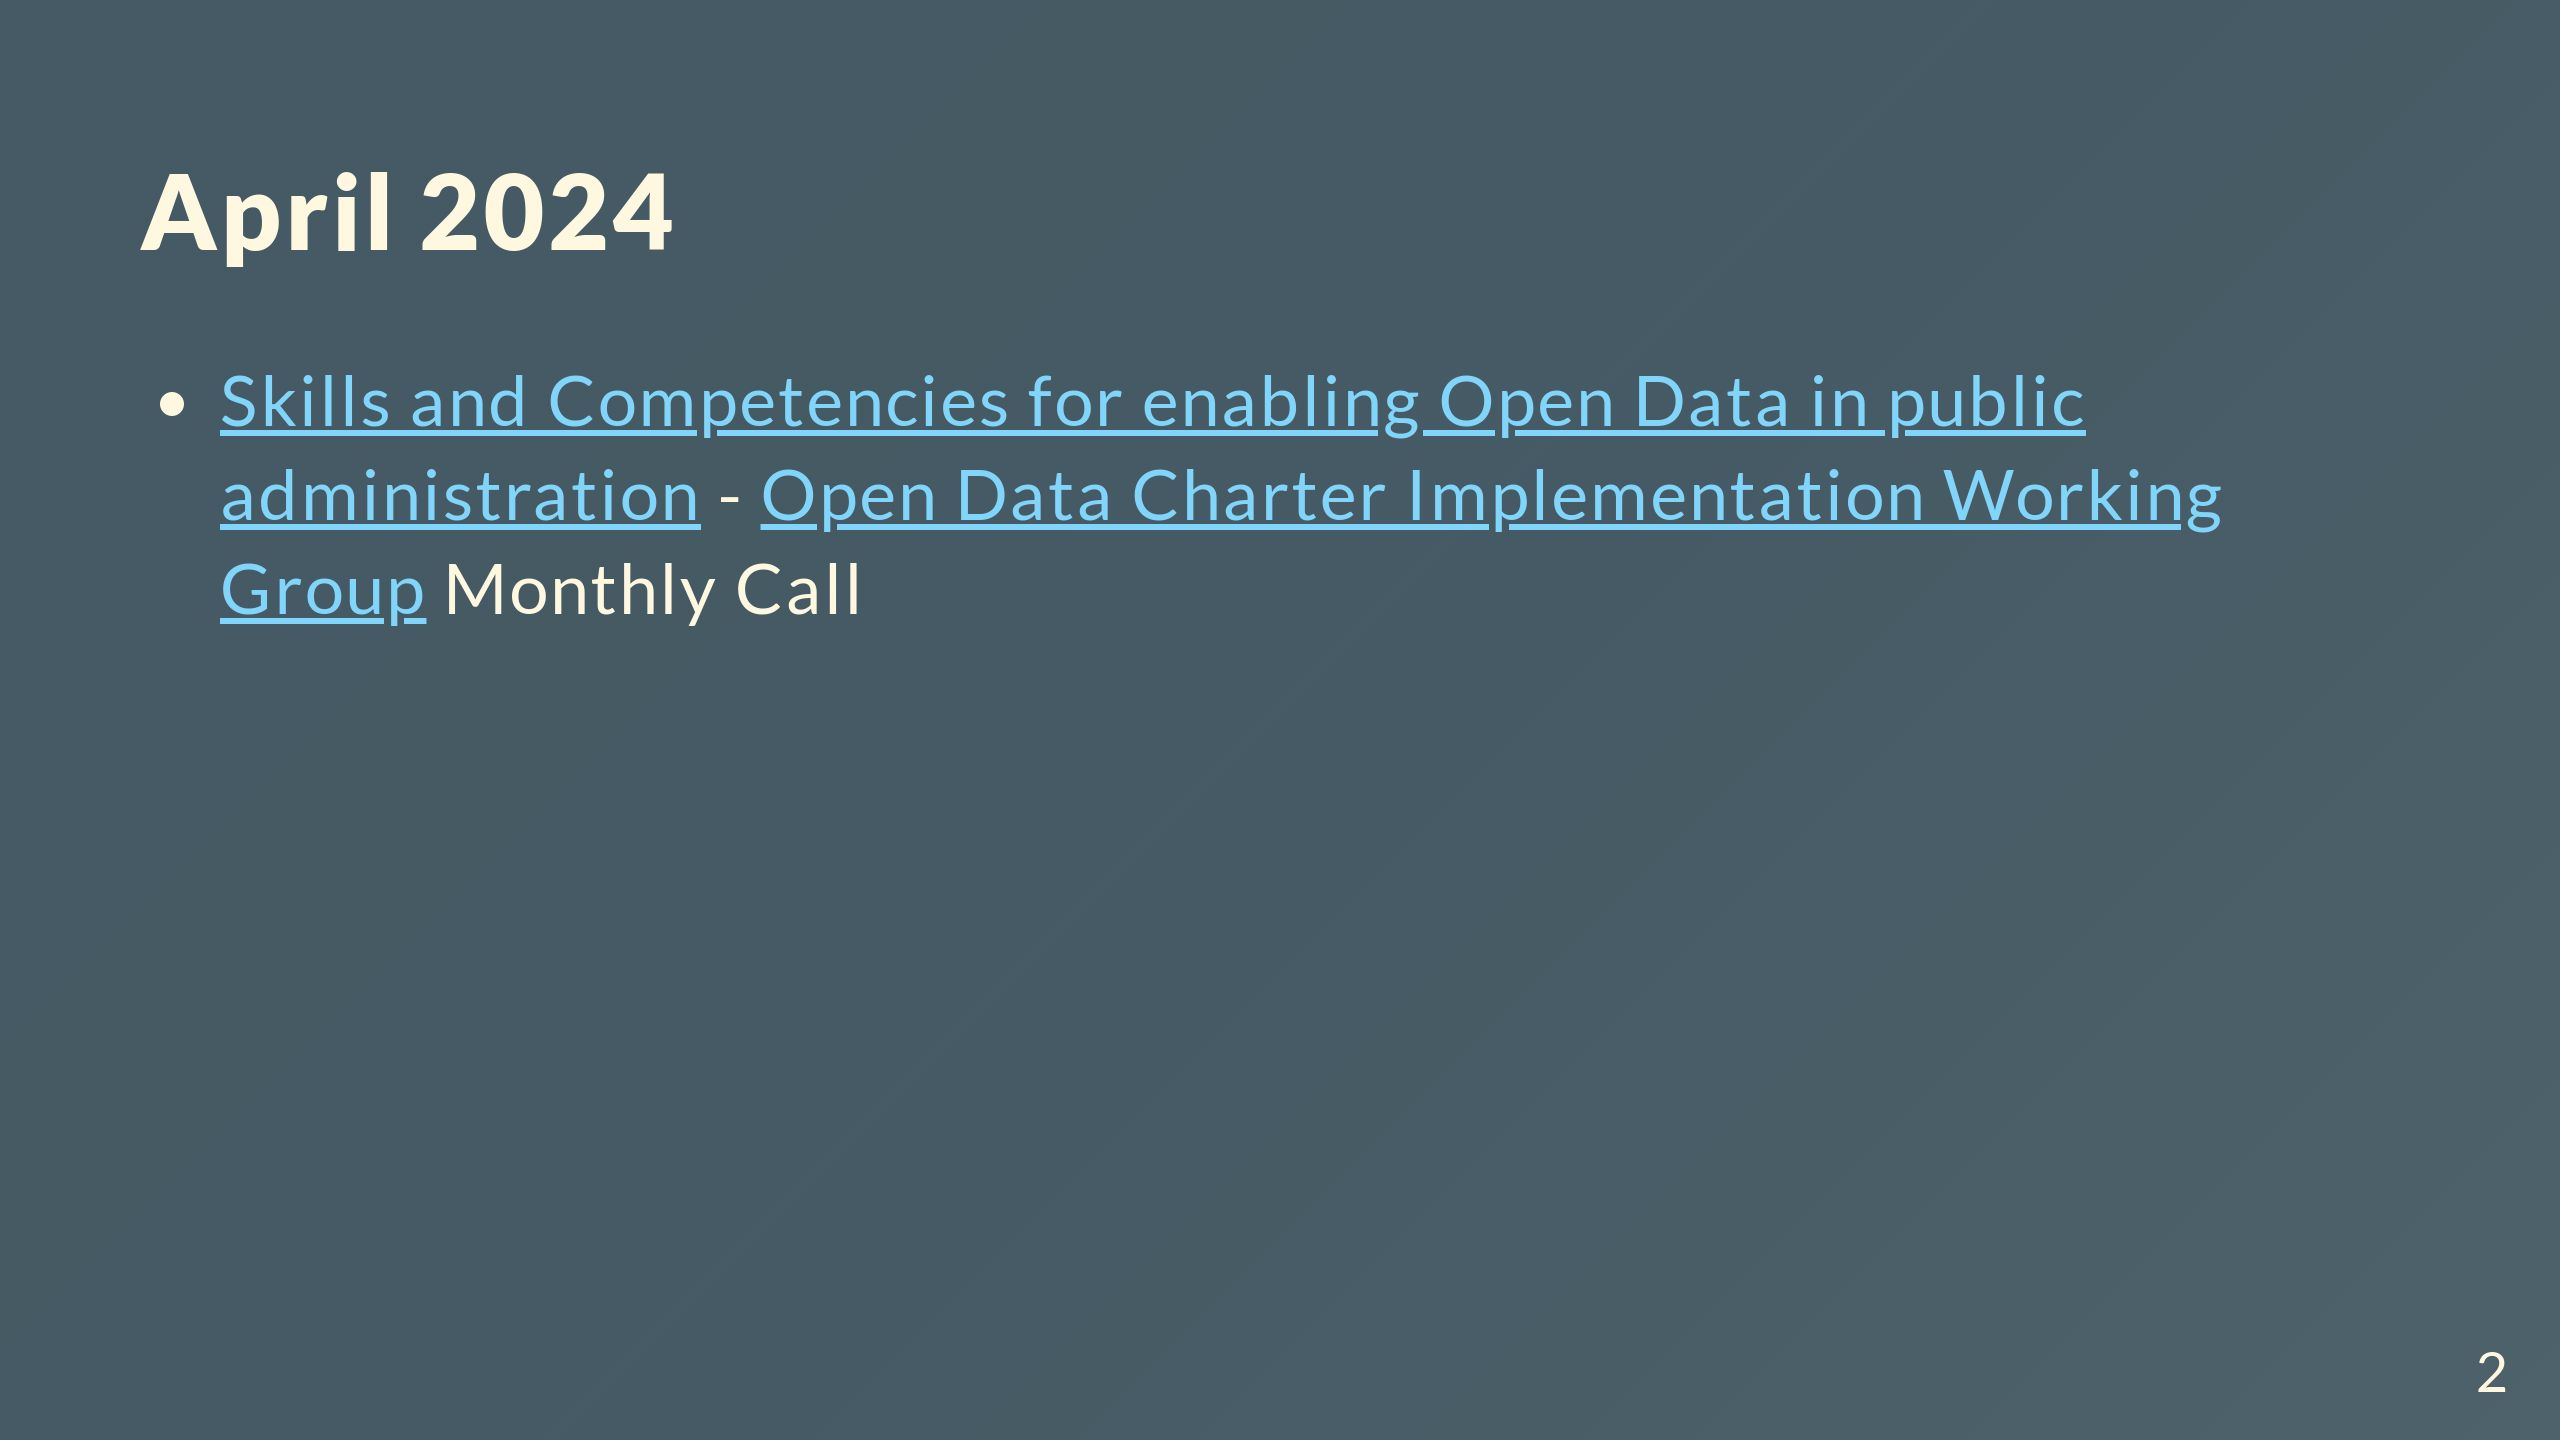 April 2024
• Skills and Competencies for enabling Open Data in public
administration - Open Data Charter Implementation Working
Group Monthly Call
2